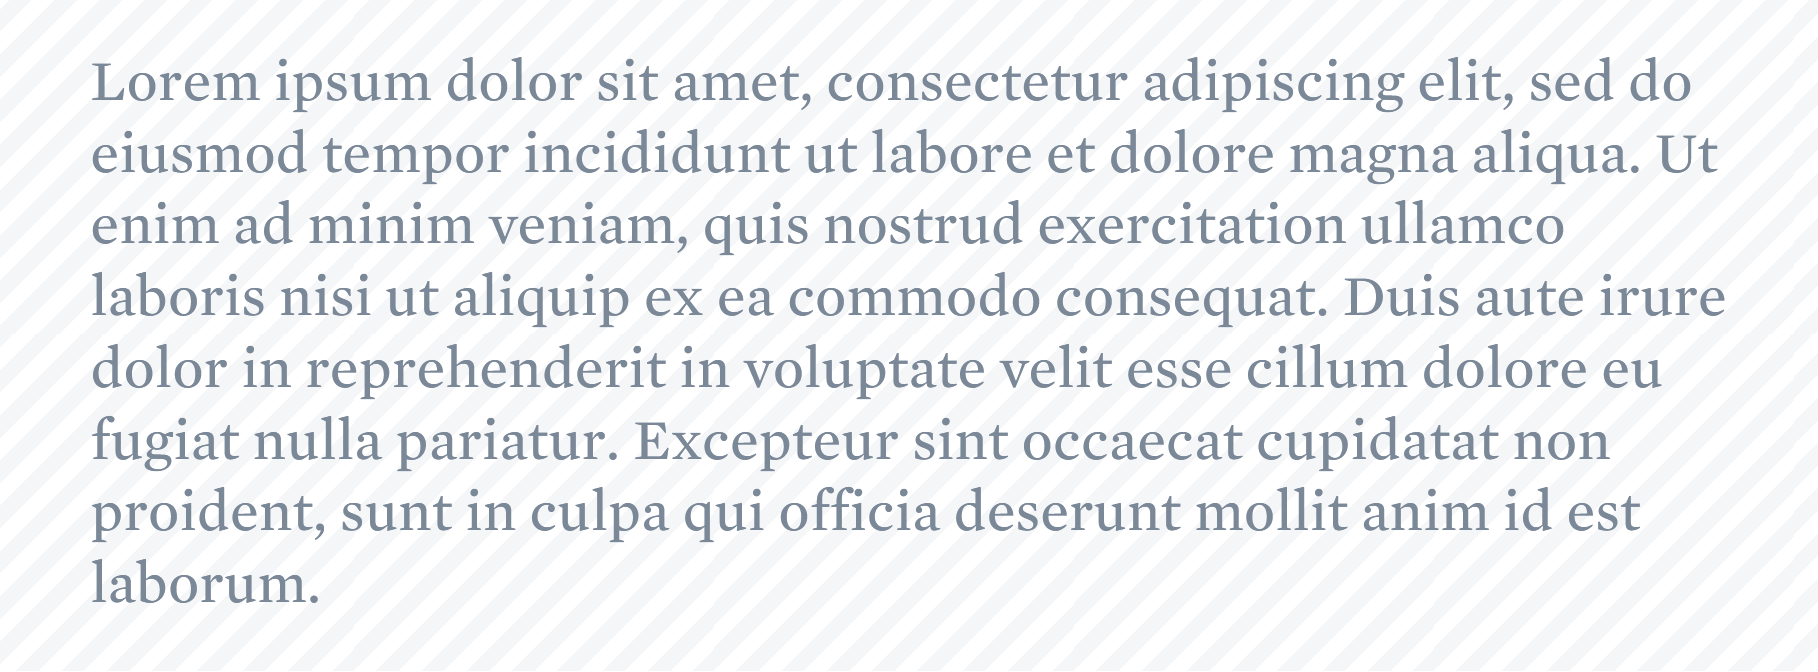 Lorem ipsum dolor sit amet, consectetur adipiscing elit, sed do
eiusmod tempor incididunt ut labore et dolore magna aliqua. Ut
enim ad minim veniam, quis nostrud exercitation ullamco
laboris nisi ut aliquip ex ea commodo consequat. Duis aute irure
dolor in reprehenderit in voluptate velit esse cillum dolore eu
fugiat nulla pariatur. Excepteur sint occaecat cupidatat non
proident, sunt in culpa qui officia deserunt mollit anim id est
laborum.